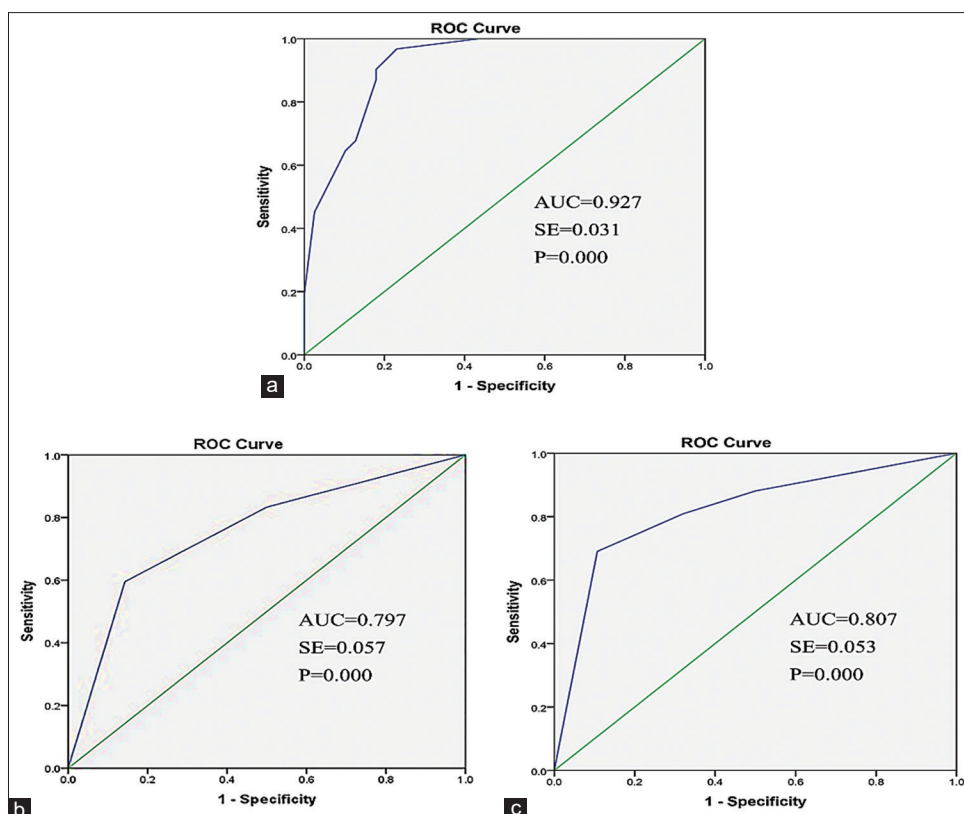 ROC Curve
1.0
0.8
0.6
0.4
0.2
0.0
Sensitivity
AUC=0.927
SE=0.031
P=0.000
0.0 0.2 0.4 0.6 0.8 1.0
1 - Specificity
a
ROC Curve
1.0
0.8
0.6
0.4
0.2
0.0
Sensitivity
AUC=0.797
SE=0.057
P=0.000
0.0 0.2 0.4 0.6 0.8 1.0
1 - Specificity
b
ROC Curve
1.0
0.8
0.6
0.4
0.2
0.0
Sensitivity
AUC=0.807
SE=0.053
P=0.000
0.0 0.2 0.4 0.6 0.8 1.0
1 - Specificity
c